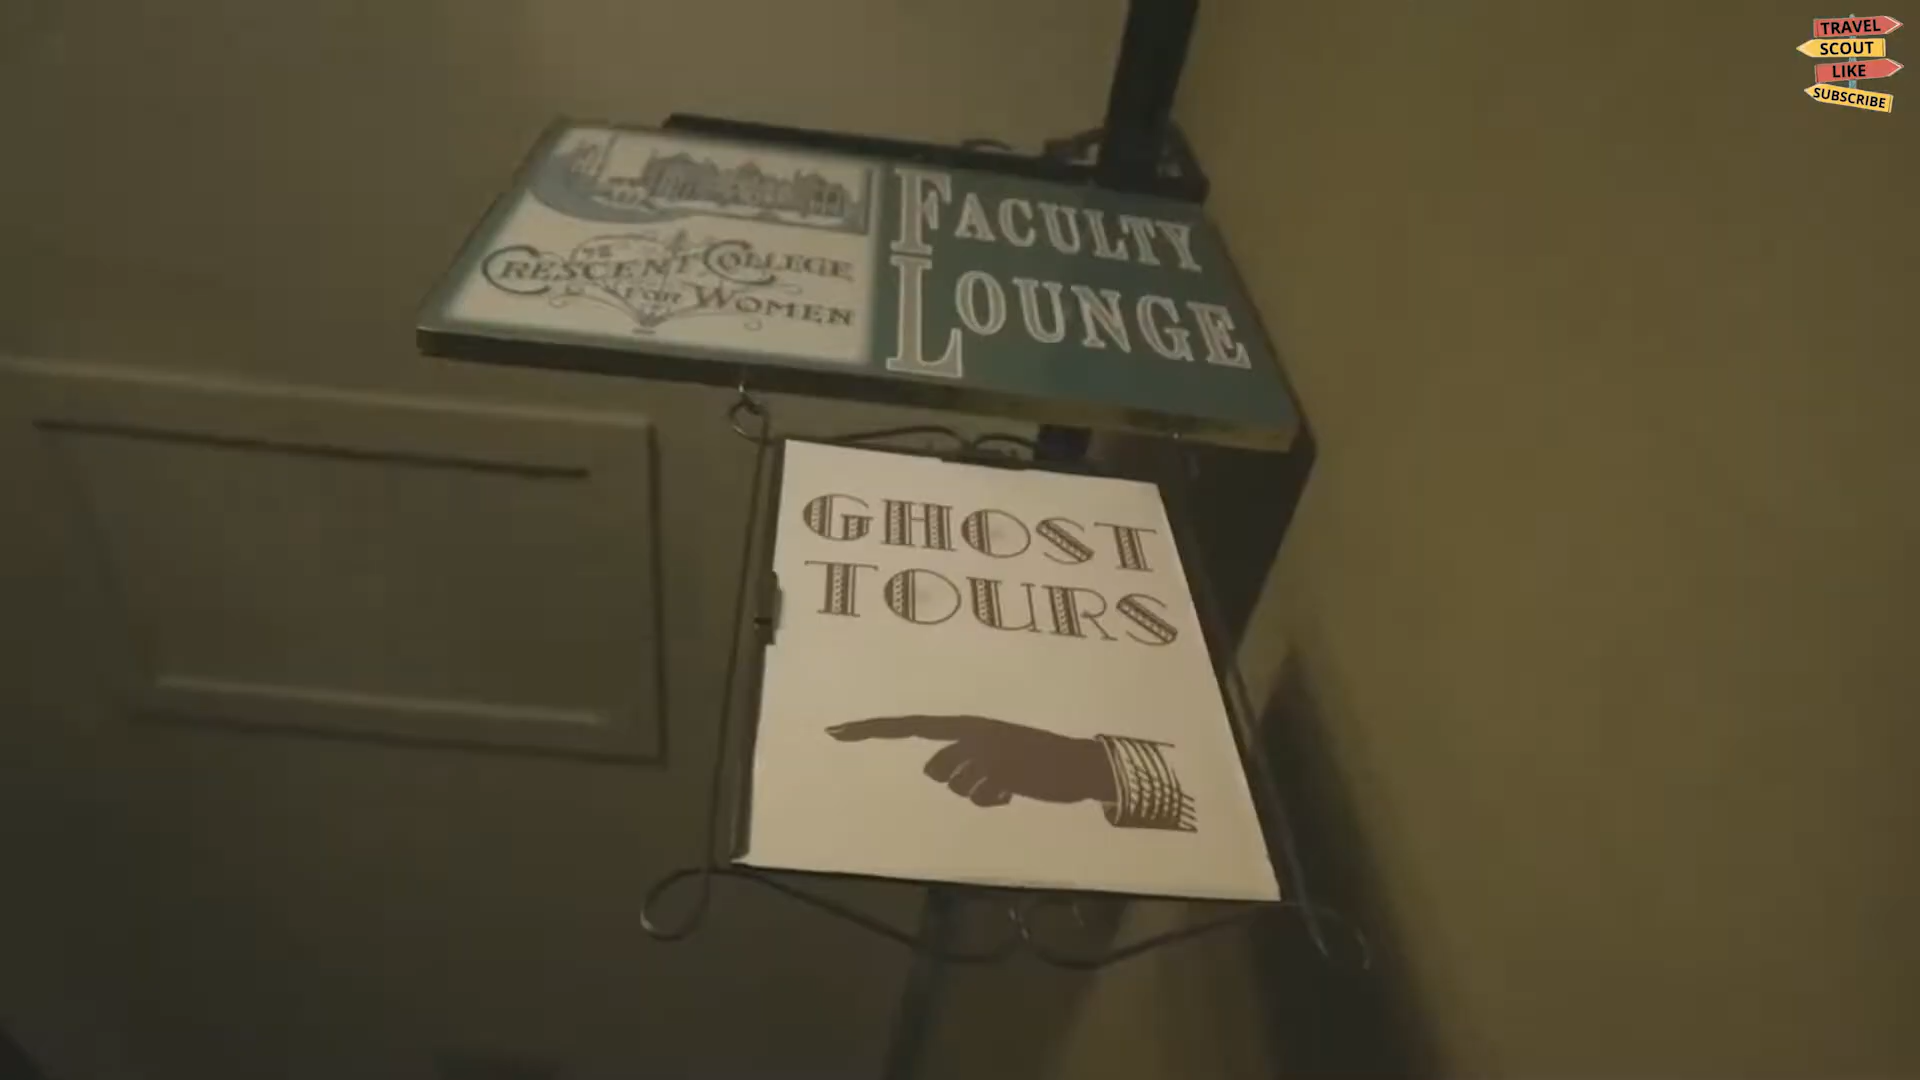 CRESCENT COLLEGE
FOR WOMEN
FACULTY
LOUNGE
GHOST
TOURS
TRAVEL
SCOUT
LIKE
SUBSCRIBE